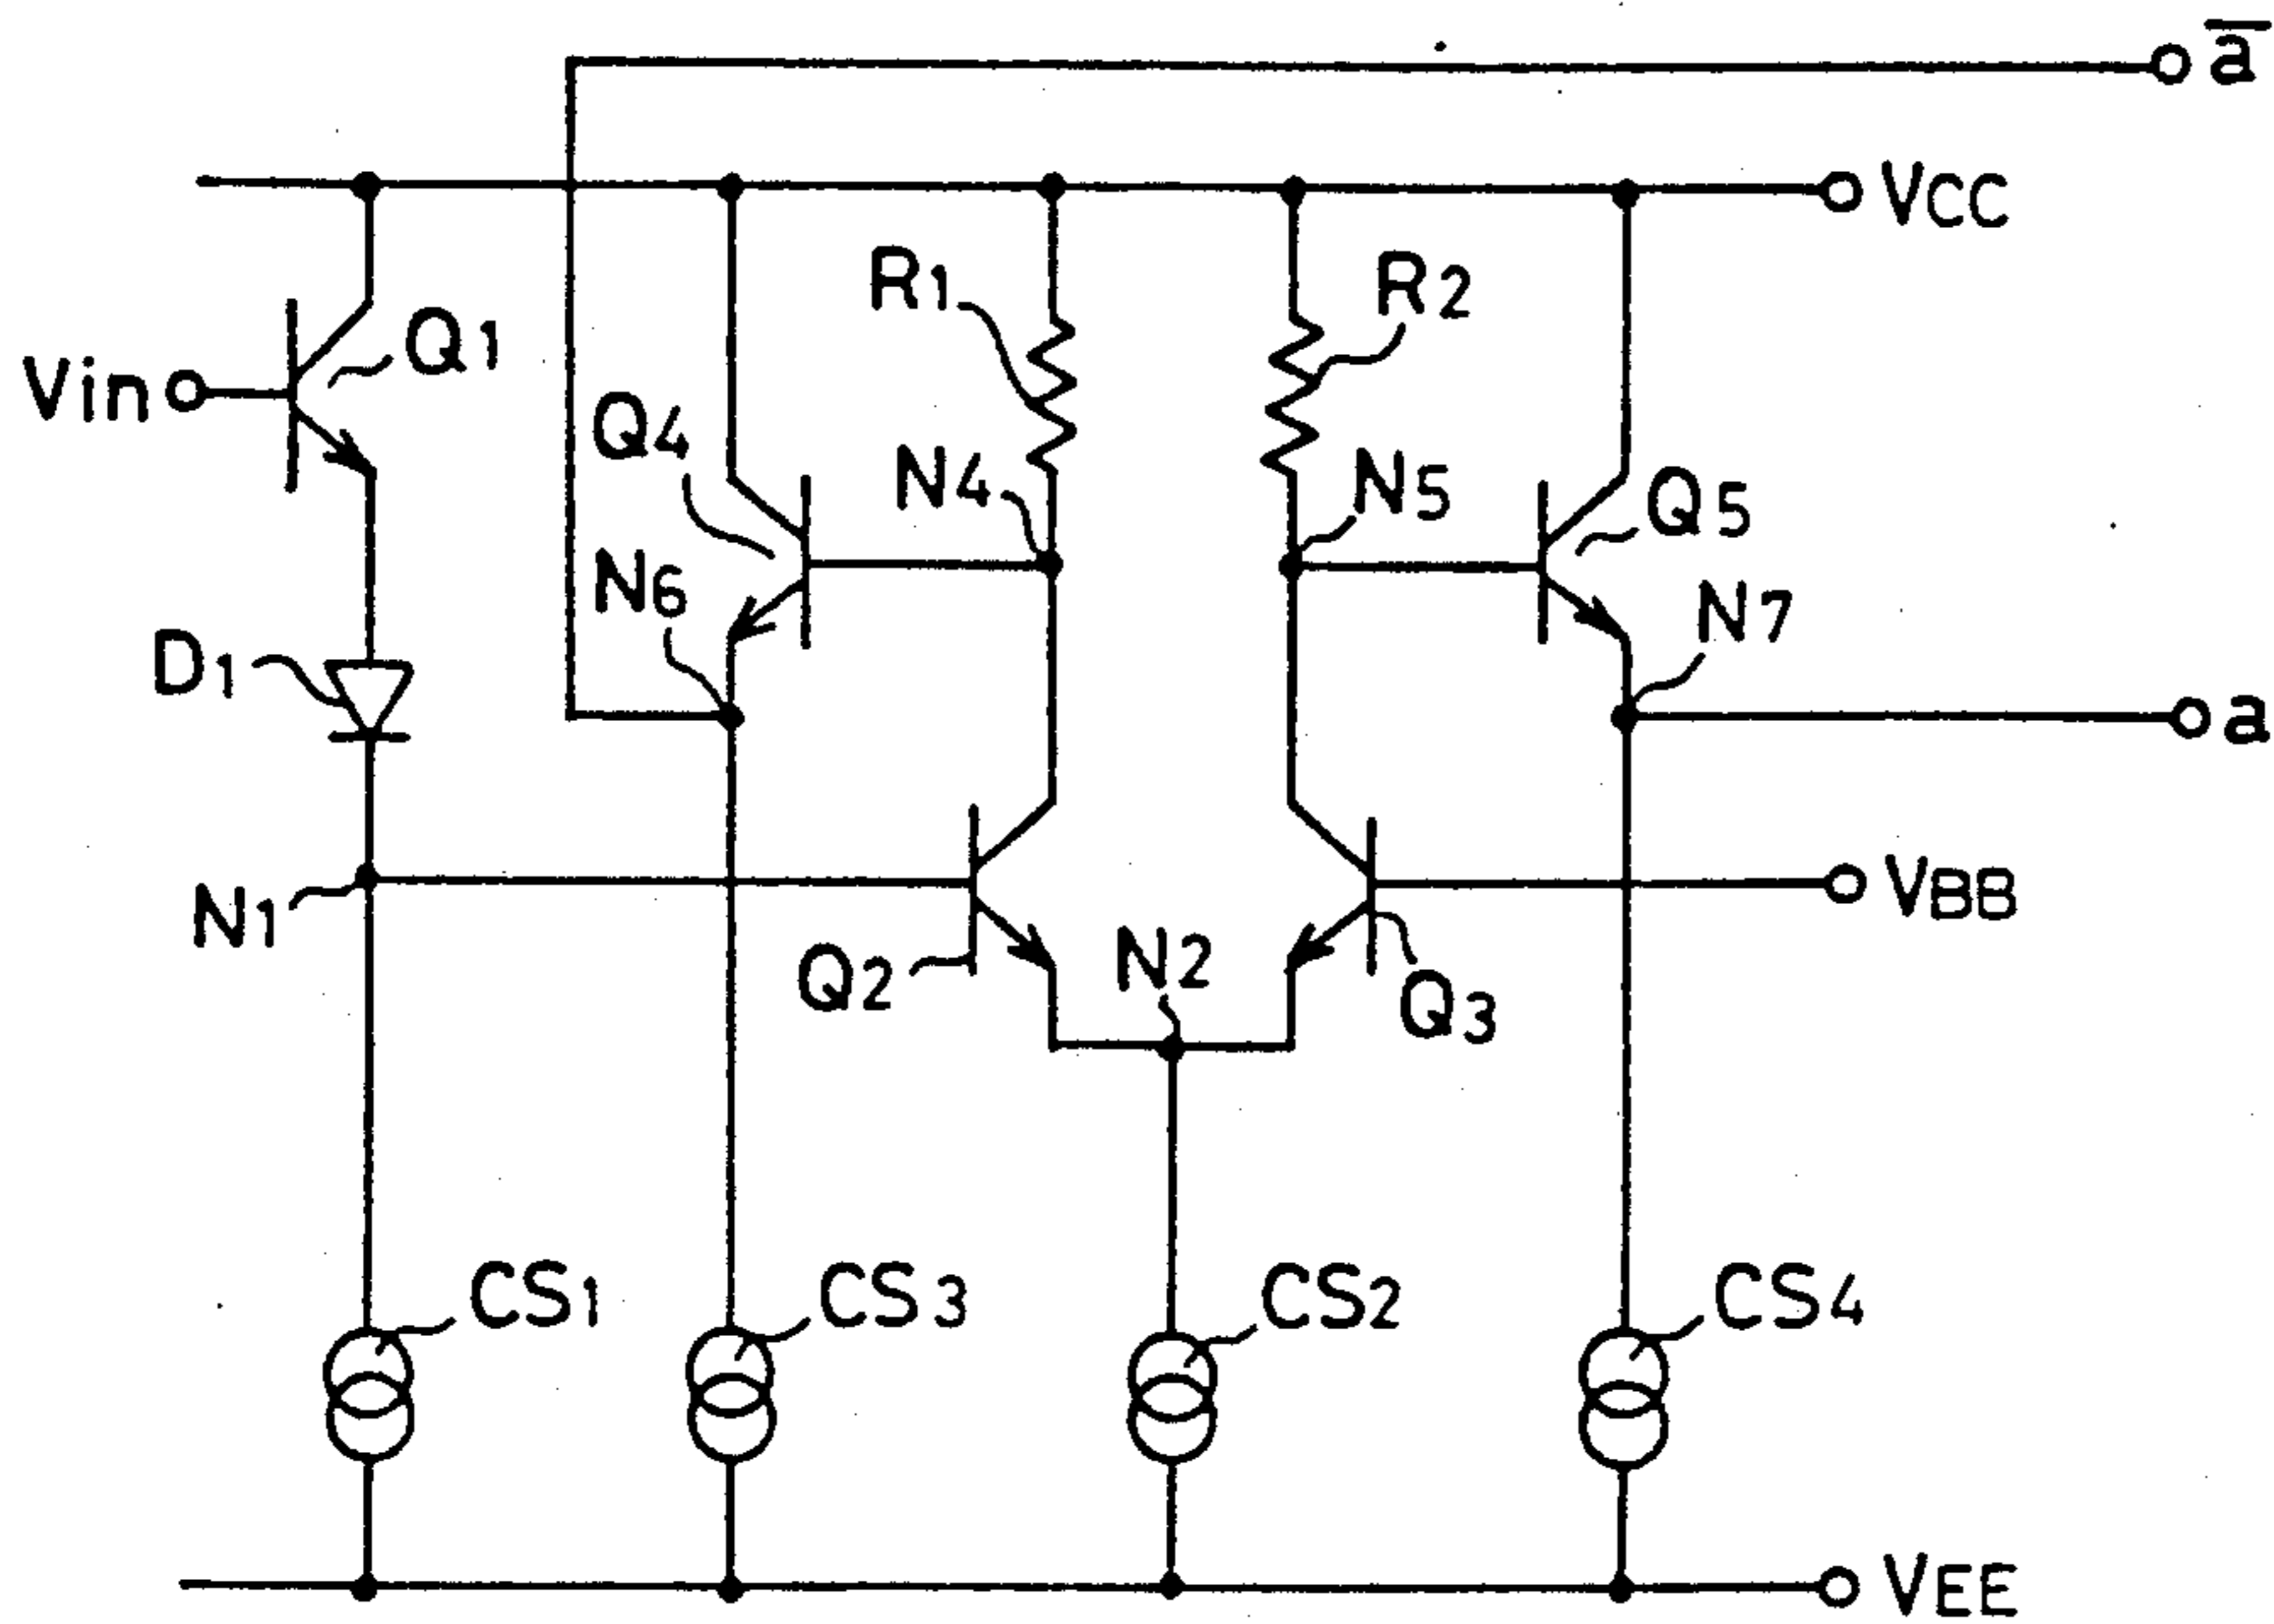 a̅
VCC
R1
R2
Vin
Q1
Q4
N4
N5
Q5
N6
N7
D1
a
N1
VBB
Q2
N2
Q3
CS1
CS3
CS2
CS4
VEE